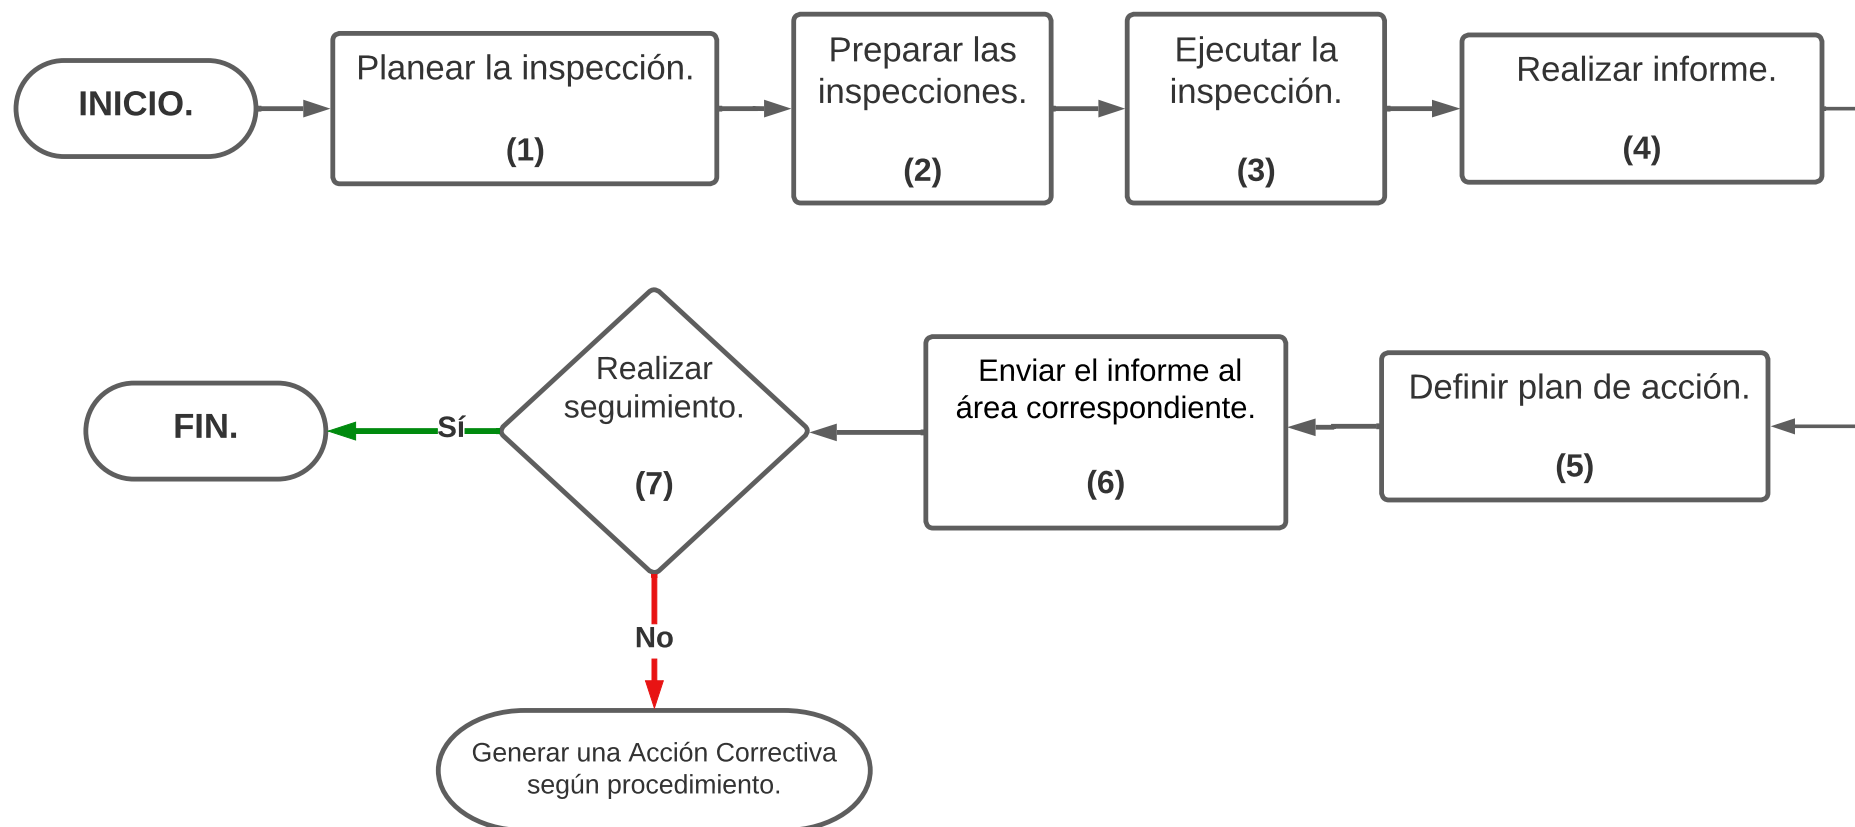 INICIO.
Planear la inspección.
(1)
Preparar las
inspecciones.
(2)
Ejecutar la
inspección.
(3)
Realizar informe.
(4)
Definir plan de acción.
(5)
Enviar el informe al
área correspondiente.
(6)
Realizar
seguimiento.
(7)
Sí
FIN.
No
Generar una Acción Correctiva
según procedimiento.